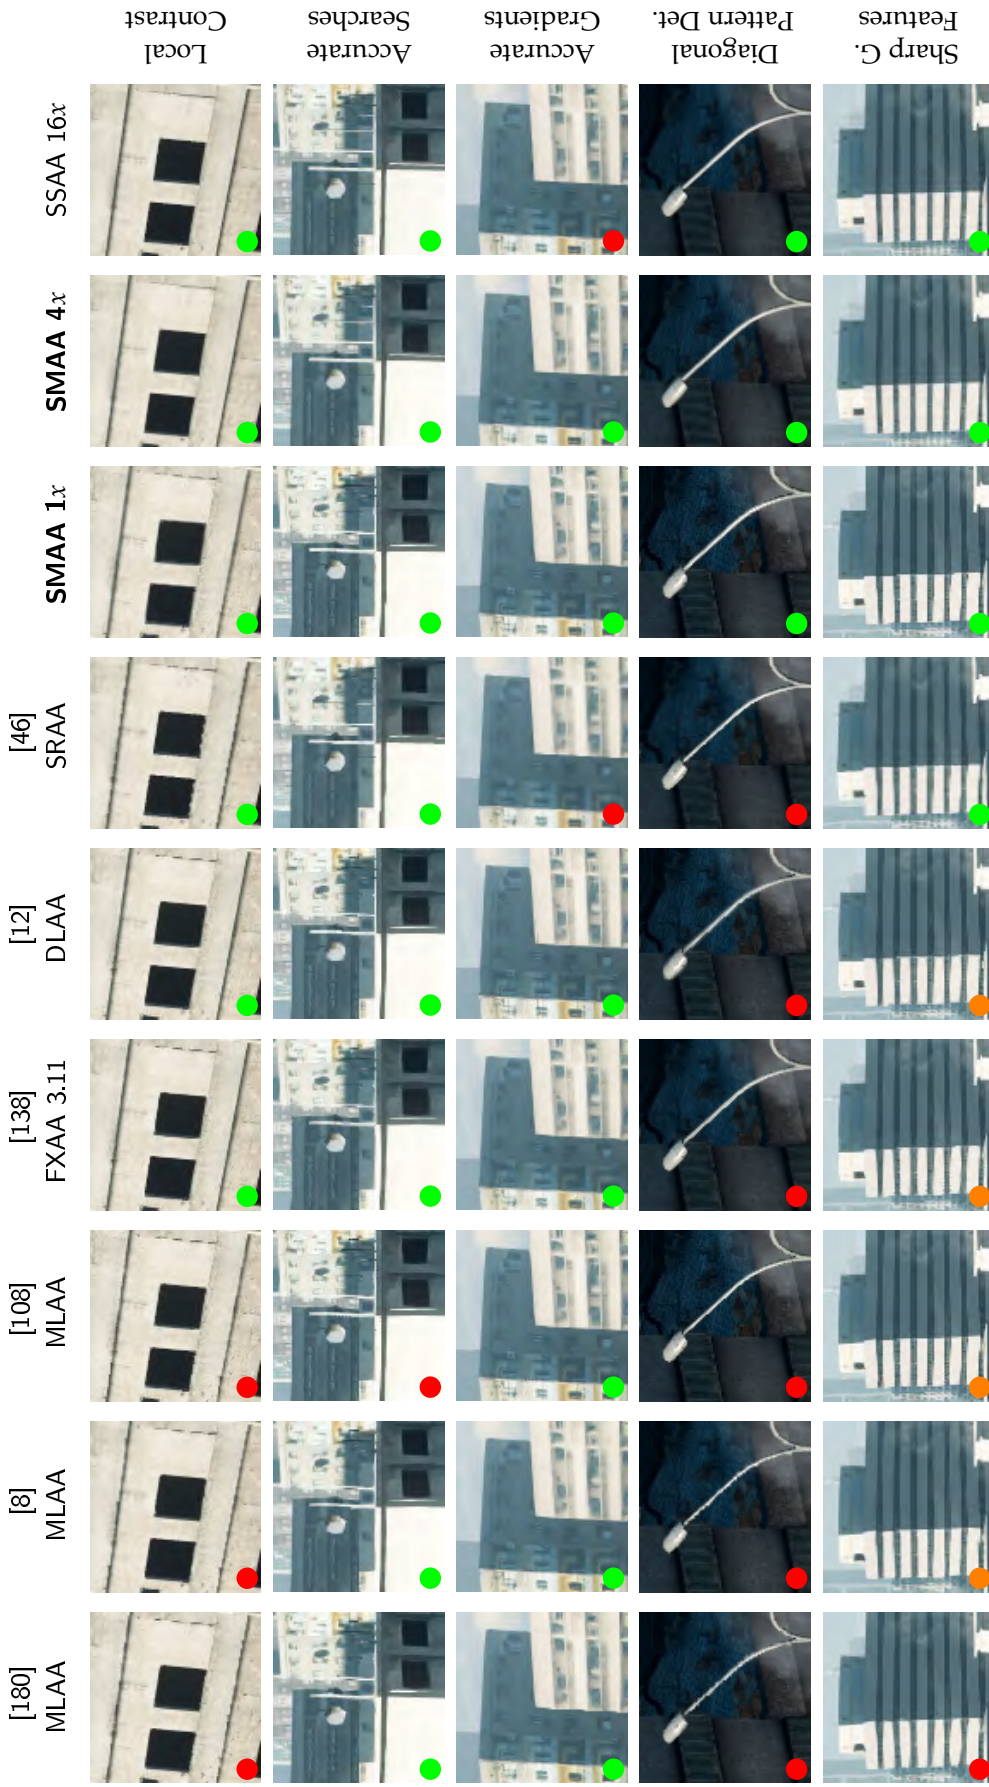 Local
Contrast
Accurate
Searches
Accurate
Gradients
Diagonal
Pattern Det.
Sharp G.
Features
SSAA 16x
SMAA 4x
SMAA 1x
[46]
SRAA
[12]
DLAA
[138]
FXAA 3.11
[108]
MLAA
[8]
MLAA
[180]
MLAA